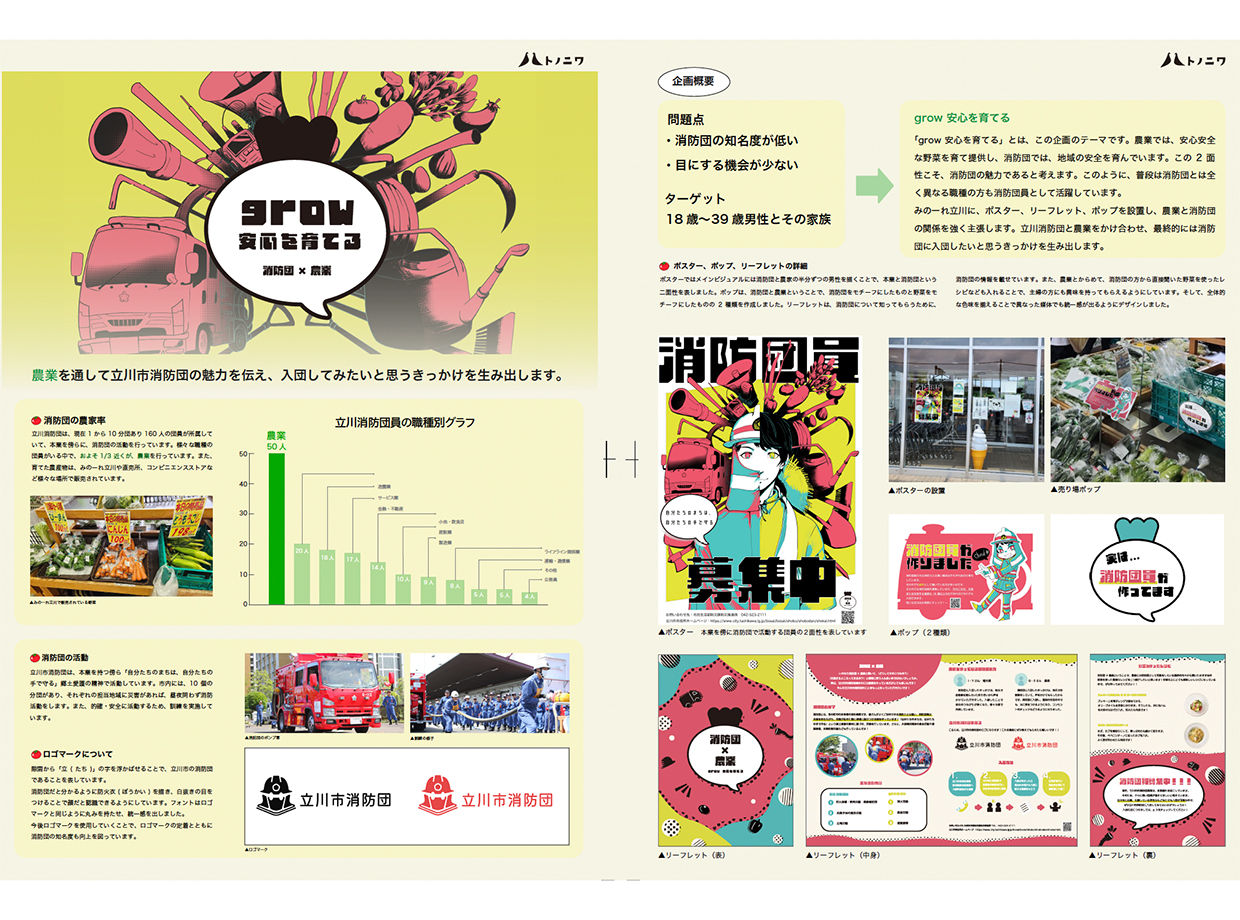 トノニワ
grow
安心を育てる
消防団 × 農業
農業を通して立川市消防団の魅力を伝え、入団してみたいと思うきっかけを生み出します。
消防団の農家率
立川消防団は、現在 1 から 10 分団あり 160 人の団員が所属して
いて、本業を傍らに、消防団の活動を行っています。様々な職種の
団員がいる中で、およそ 1/3 近くが、農業を行っています。また、
育てた農産物は、みのーれ立川や直売所、コンビニエンスストアな
ど様々な場所で販売されています。
▲みのーれ立川で販売されている野菜
立川消防団員の職種別グラフ
農業
50 人
50
40
30
20
10
0
20 人
18 人
17 人
14 人
10 人
9 人
8 人
5 人
5 人
4 人
造園業
サービス業
金融・不動産
小売・飲食店
建設業
製造業
ライフライン関係職
運輸・通信業
その他
公務員
消防団の活動
立川市消防団は、本業を持つ傍ら「自分たちのまちは、自分たちの
手で守る」郷土愛護の精神で活動しています。市内には、10 個の
分団があり、それぞれの担当地域に災害があれば、昼夜問わず消防
活動をします。また、的確・安全に活動するため、訓練を実施して
います。
▲消防団のポンプ車
▲訓練の様子
ロゴマークについて
眼窩から「立 ( たち )」の字を浮かばせることで、立川市の消防団
であることを表しています。
消防団だと分かるように防火衣 ( ぼうかい ) を描き、白抜きの目を
つけることで顔だと認識できるようにしています。フォントはロゴ
マークと同じように丸みを持たせ、統一感を出しました。
今後ロゴマークを使用していくことで、ロゴマークの定着とともに
消防団の知名度も向上を図っています。
立川市消防団
立川市消防団
▲ロゴマーク
トノニワ
企画概要
問題点
・消防団の知名度が低い
・目にする機会が少ない
ターゲット
18 歳〜39 歳男性とその家族
grow 安心を育てる
「grow 安心を育てる」とは、この企画のテーマです。農業では、安心安全
な野菜を育て提供し、消防団では、地域の安全を育んでいます。この 2 面
性こそ、消防団の魅力であると考えます。このように、普段は消防団とは全
く異なる職種の方も消防団員として活躍しています。
みのーれ立川に、ポスター、リーフレット、ポップを設置し、農業と消防団
の関係を強く主張します。立川消防団と農業をかけ合わせ、最終的には消防
団に入団したいと思うきっかけを生み出します。
ポスター、ポップ、リーフレットの詳細
ポスターではメインビジュアルには消防団と農家の半分ずつの男性を描くことで、本業と消防団という
二面性を表しました。ポップは、消防団と農業ということで、消防団をモチーフにしたものと野菜をモ
チーフにしたものの 2 種類を作成しました。リーフレットは、消防団について知ってもらうために、
消防団の情報を載せています。また、農業とからめて、消防団の方から直接聞いた野菜を使ったレ
シピなども入れることで、主婦の方にも興味を持ってもらえるようにしています。そして、全体的
な色味を揃えることで異なった媒体でも統一感が出るようにデザインしました。
消防団員
自分たちのまちは、
自分たちの手で守る
募集中
▲ポスター　本業を傍に消防団で活動する団員の2面性を表しています
▲ポスターの設置
▲売り場ポップ
消防団員が
作りました
実は…
消防団員が
作ってます
▲ポップ（2 種類）
消防団
×
農業
▲リーフレット（表）
立川市消防団
立川市消防団
▲リーフレット（中身）
消防団員募集中
▲リーフレット（裏）